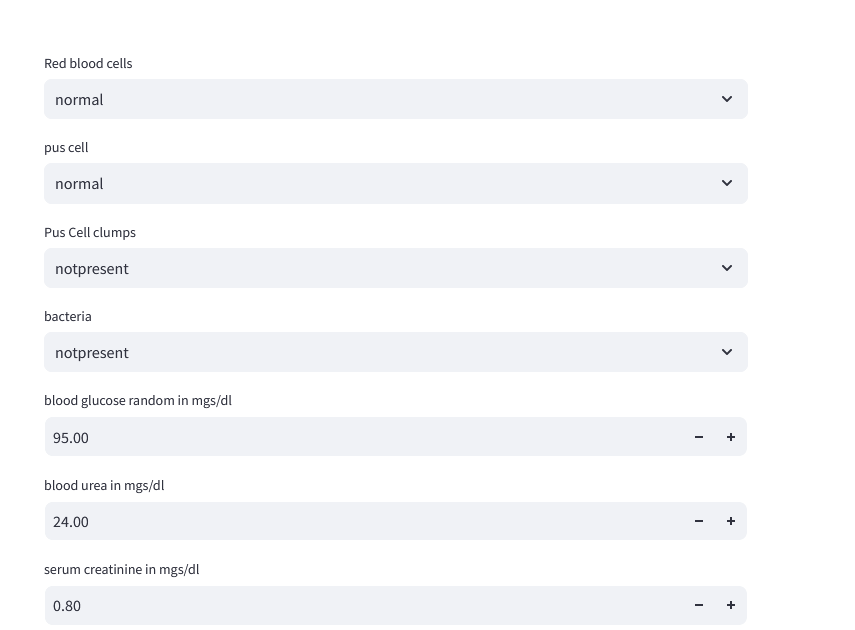 Red blood cells
normal
pus cell
normal
Pus Cell clumps
notpresent
bacteria
notpresent
blood glucose random in mgs/dl
95.00
blood urea in mgs/dl
24.00
serum creatinine in mgs/dl
0.80